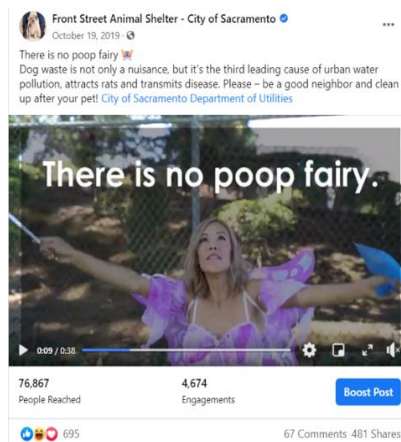 Front Street Animal Shelter - City of Sacramento
October 19, 2019 ·
There is no poop fairy
Dog waste is not only a nuisance, but it's the third leading cause of urban water
pollution, attracts rats and transmits disease. Please – be a good neighbor and clean
up after your pet! City of Sacramento Department of Utilities
There is no poop fairy.
0:09 / 0:38
76,867
People Reached
4,674
Engagements
Boost Post
695
67 Comments 481 Shares